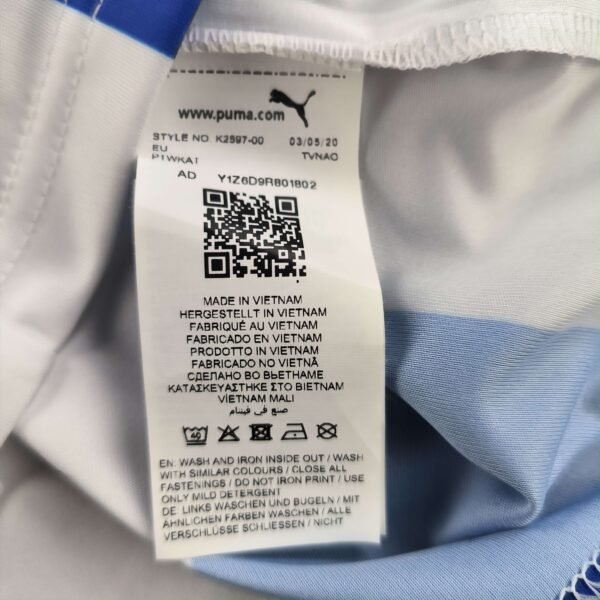 www.puma.com
STYLE NO. K2597-00 03/05/20
EU TVNAO
P1WKAT
AD Y1Z6D9R801802
MADE IN VIETNAM
HERGESTELLT IN VIETNAM
FABRIQUÉ AU VIETNAM
FABRICADO EN VIETNAM
PRODOTTO IN VIETNAM
FABRICADO NO VIETNÃ
СДЕЛАНО ВО ВЬЕТНАМЕ
ΚΑΤΑΣΚΕΥΑΣΤΗΚΕ ΣΤΟ ΒΙΕΤΝΑΜ
VİETNAM MALI
صنع في فيتنام
40
EN: WASH AND IRON INSIDE OUT / WASH
WITH SIMILAR COLOURS / CLOSE ALL
FASTENINGS / DO NOT IRON PRINT / USE
ONLY MILD DETERGENT
DE: LINKS WASCHEN UND BUGELN / MIT
ÄHNLICHEN FARBEN WASCHEN / ALLE
VERSCHLÜSSE SCHLIESSEN / NICHT